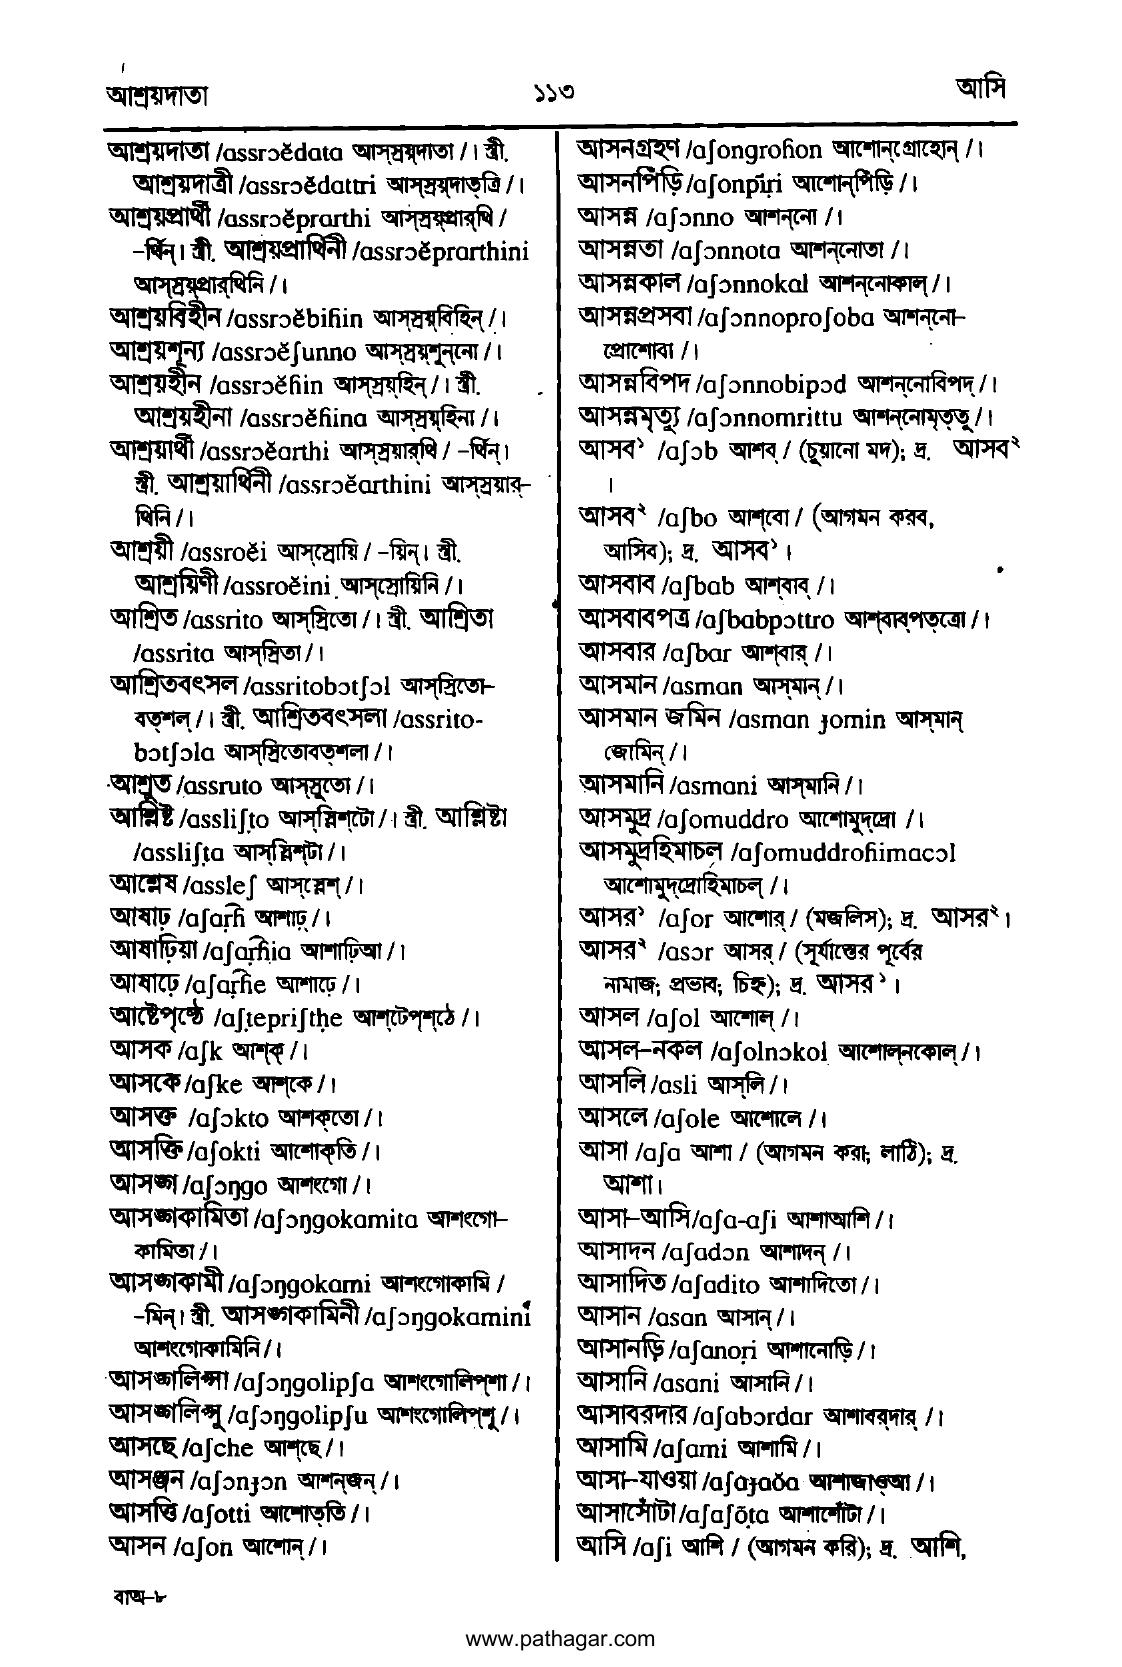 আশ্রয়দাতা ১১৩ আসি
আশ্রয়দাতা /assrɔĕdata আস্স্রয়্দাতা / । স্ত্রী.
আশ্রয়দাত্রী /assrɔĕdattri আস্স্রয়্দাত্ত্রি / ।
আশ্রয়প্রার্থী /assrɔĕprarthi আস্স্রয়্প্রার্থি /
–র্থিন্ । স্ত্রী. আশ্রয়প্রার্থিনী /assrɔĕprarthini
আস্স্রয়্প্রার্থিনি / ।
আশ্রয়বিহীন /assrɔĕbiɦin আস্স্রয়্বিহিন্ / ।
আশ্রয়শূন্য /assrɔĕʃunno আস্স্রয়্শুন্নো / ।
আশ্রয়হীন /assrɔĕɦin আস্স্রয়্হিন্ / । স্ত্রী.
আশ্রয়হীনা /assrɔĕɦina আস্স্রয়্হিনা / ।
আশ্রয়ার্থী /assrɔĕarthi আস্স্রয়ার্থি / –র্থিন্ ।
স্ত্রী. আশ্রয়ার্থিনী /assrɔĕarthini আস্স্রয়ার্–
থিনি / ।
আশ্রয়ী /assroĕi আস্স্রোয়ি / –য়িন্ । স্ত্রী.
আশ্রয়িণী /assroĕini আস্স্রোয়িনি / ।
আশ্রিত /assrito আস্স্রিতো / । স্ত্রী. আশ্রিতা
/assrita আস্স্রিতা / ।
আশ্রিতবৎসল /assritobɔtʃɔl আস্স্রিতো–
বত্শল্ / । স্ত্রী. আশ্রিতবৎসলা /assrito-
bɔtʃɔla আস্স্রিতোবত্শলা / ।
আশ্রুত /assruto আস্স্রুতো / ।
আশ্লিষ্ট /assliʃto আস্স্লিশ্টো / । স্ত্রী. আশ্লিষ্টা
/assliʃta আস্স্লিশ্টা / ।
আশ্লেষ /assleʃ আস্স্লেশ্ / ।
আষাঢ় /aʃaɽɦ আশাঢ়্ / ।
আষাঢ়িয়া /aʃaɽɦia আশাঢ়িআ / ।
আষাঢ়ে /aʃaɽɦe আশাঢ়ে / ।
আষ্টেপৃষ্ঠে /aʃtepriʃthe আশ্টেপৃশ্ঠে / ।
আসক /aʃk আশ্ক্ / ।
আসকে /aʃke আশ্কে / ।
আসক্ত /aʃɔkto আশক্তো / ।
আসক্তি /aʃokti আশোক্তি / ।
আসঙ্গ /aʃɔŋgo আশংগো / ।
আসঙ্গকামিতা /aʃɔŋgokamita আশংগো–
কামিতা / ।
আসঙ্গকামী /aʃɔŋgokami আশংগোকামি /
–মিন্ । স্ত্রী. আসঙ্গকামিনী /aʃɔŋgokamini
আশংগোকামিনি / ।
আসঙ্গলিপ্সা /aʃɔŋgolipʃa আশংগোলিপ্শা / ।
আসঙ্গলিপ্সু /aʃɔŋgolipʃu আশংগোলিপ্শু / ।
আসছে /aʃche আশ্ছে / ।
আসঞ্জন /aʃɔnɟɔn আশন্জন্ / ।
আসত্তি /aʃotti আশোত্তি / ।
আসন /aʃon আশোন্ / ।
বাঅ–৮
আসনগ্রহণ /aʃongroɦon আশোন্গ্রোহোন্ / ।
আসনপিঁড়ি /aʃonpĩɽi আশোন্পিঁড়ি / ।
আসন্ন /aʃɔnno আশন্নো / ।
আসন্নতা /aʃɔnnota আশন্নোতা / ।
আসন্নকাল /aʃɔnnokal আশন্নোকাল্ / ।
আসন্নপ্রসবা /aʃɔnnoproʃoba আশন্নো–
প্রোশোবা / ।
আসন্নবিপদ /aʃɔnnobipɔd আশন্নোবিপদ্ / ।
আসন্নমৃত্যু /aʃɔnnomrittu আশন্নোমৃত্তু / ।
আসব¹ /aʃɔb আশব্ / (চুয়ানো মদ); দ্র. আসব²
।
আসব² /aʃbo আশ্বো / (আগমন করব,
আসিব); দ্র. আসব¹ ।
আসবাব /aʃbab আশ্বাব্ / ।
আসবাবপত্র /aʃbabpɔttro আশ্বাব্পত্ত্রো / ।
আসবার /aʃbar আশ্বার্ / ।
আসমান /asman আস্মান্ / ।
আসমান জমিন /asman ɟomin আস্মান্
জোমিন্ / ।
আসমানি /asmani আস্মানি / ।
আসমুদ্র /aʃomuddro আশোমুদ্দ্রো / ।
আসমুদ্রহিমাচল /aʃomuddroɦimacɔl
আশোমুদ্দ্রোহিমাচল্ / ।
আসর¹ /aʃor আশোর্ / (মজলিস); দ্র. আসর² ।
আসব² /asɔr আসর্ / (সূর্যাস্তের পূর্বের
নামাজ; প্রভাব; চিহ্ন); দ্র. আসর¹ ।
আসল /aʃol আশোল্ / ।
আসল–নকল /aʃolnɔkol আশোল্নকোল্ / ।
আসলি /asli আস্লি / ।
আসলে /aʃole আশোলে / ।
আসা /aʃa আশা / (আগমন করা; লাঠি); দ্র.
আশা ।
আসা–আসি /aʃa-aʃi আশাআশি / ।
আসাদন /aʃadɔn আশাদন্ / ।
আসাদিত /aʃadito আশাদিতো / ।
আসান /asan আসান্ / ।
আসানড়ি /aʃanoɽi আশানোড়ি / ।
আসানি /asani আসানি / ।
আসাবরদার /aʃabɔrdar আশাবর্দার্ / ।
আসামি /aʃami আশামি / ।
আসা–যাওয়া /aʃaɟaŏa আশাজাওআ / ।
আসাসোঁটা /aʃaʃõta আশাশোঁটা / ।
আসি /aʃi আশি / (আগমন করি); দ্র. আশি,
www.pathagar.com